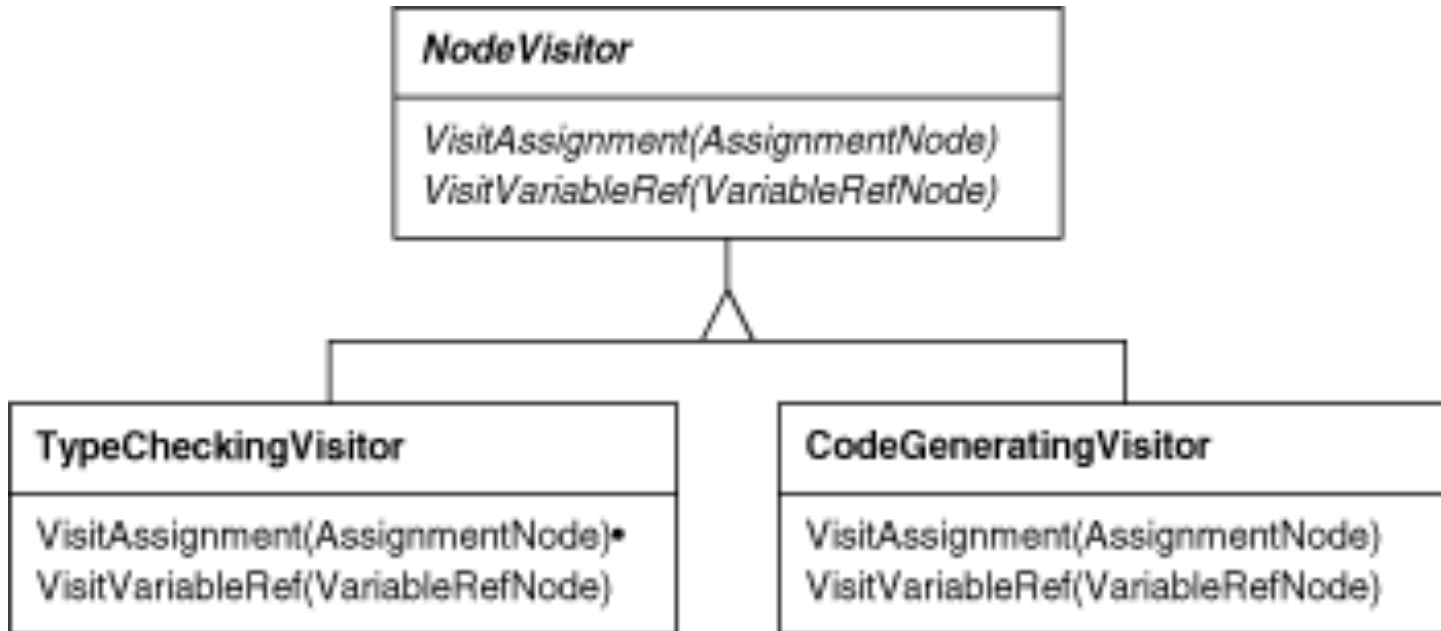 NodeVisitor
VisitAssignment(AssignmentNode)
VisitVariableRef(VariableRefNode)
TypeCheckingVisitor
VisitAssignment(AssignmentNode)•
VisitVariableRef(VariableRefNode)
CodeGeneratingVisitor
VisitAssignment(AssignmentNode)
VisitVariableRef(VariableRefNode)